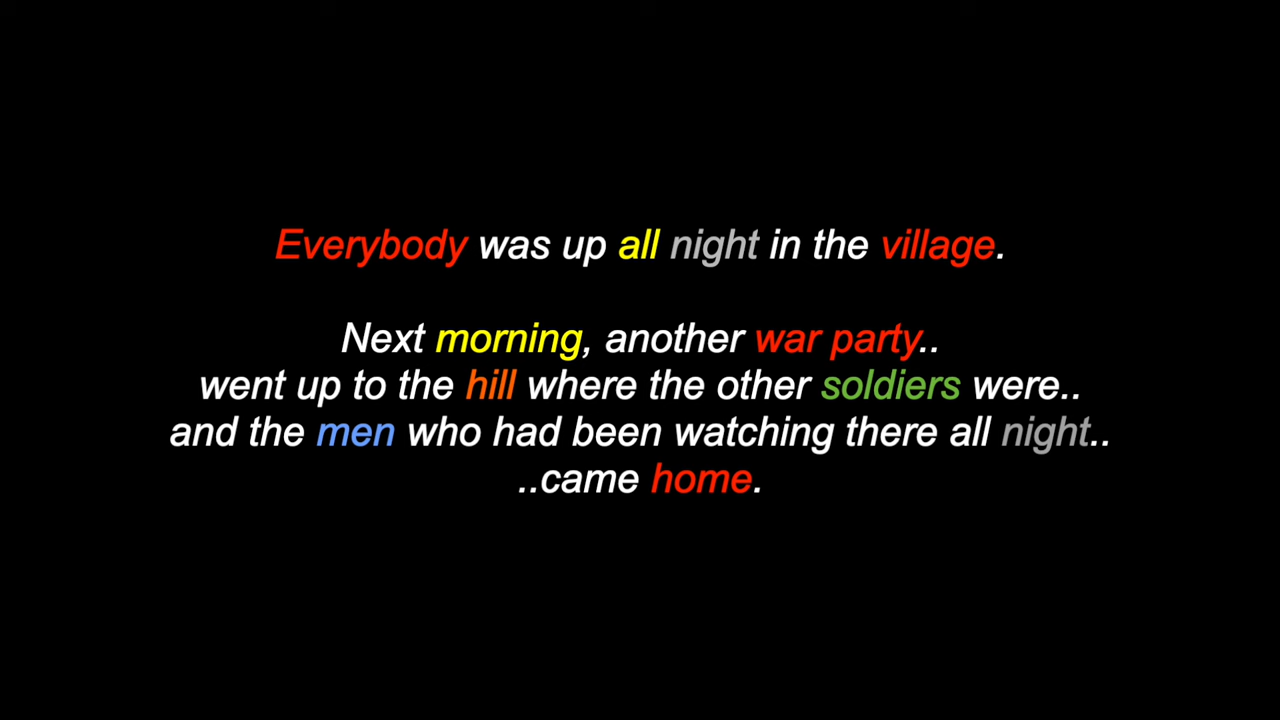 Everybody was up all night in the village.
Next morning, another war party..
went up to the hill where the other soldiers were..
and the men who had been watching there all night..
..came home.